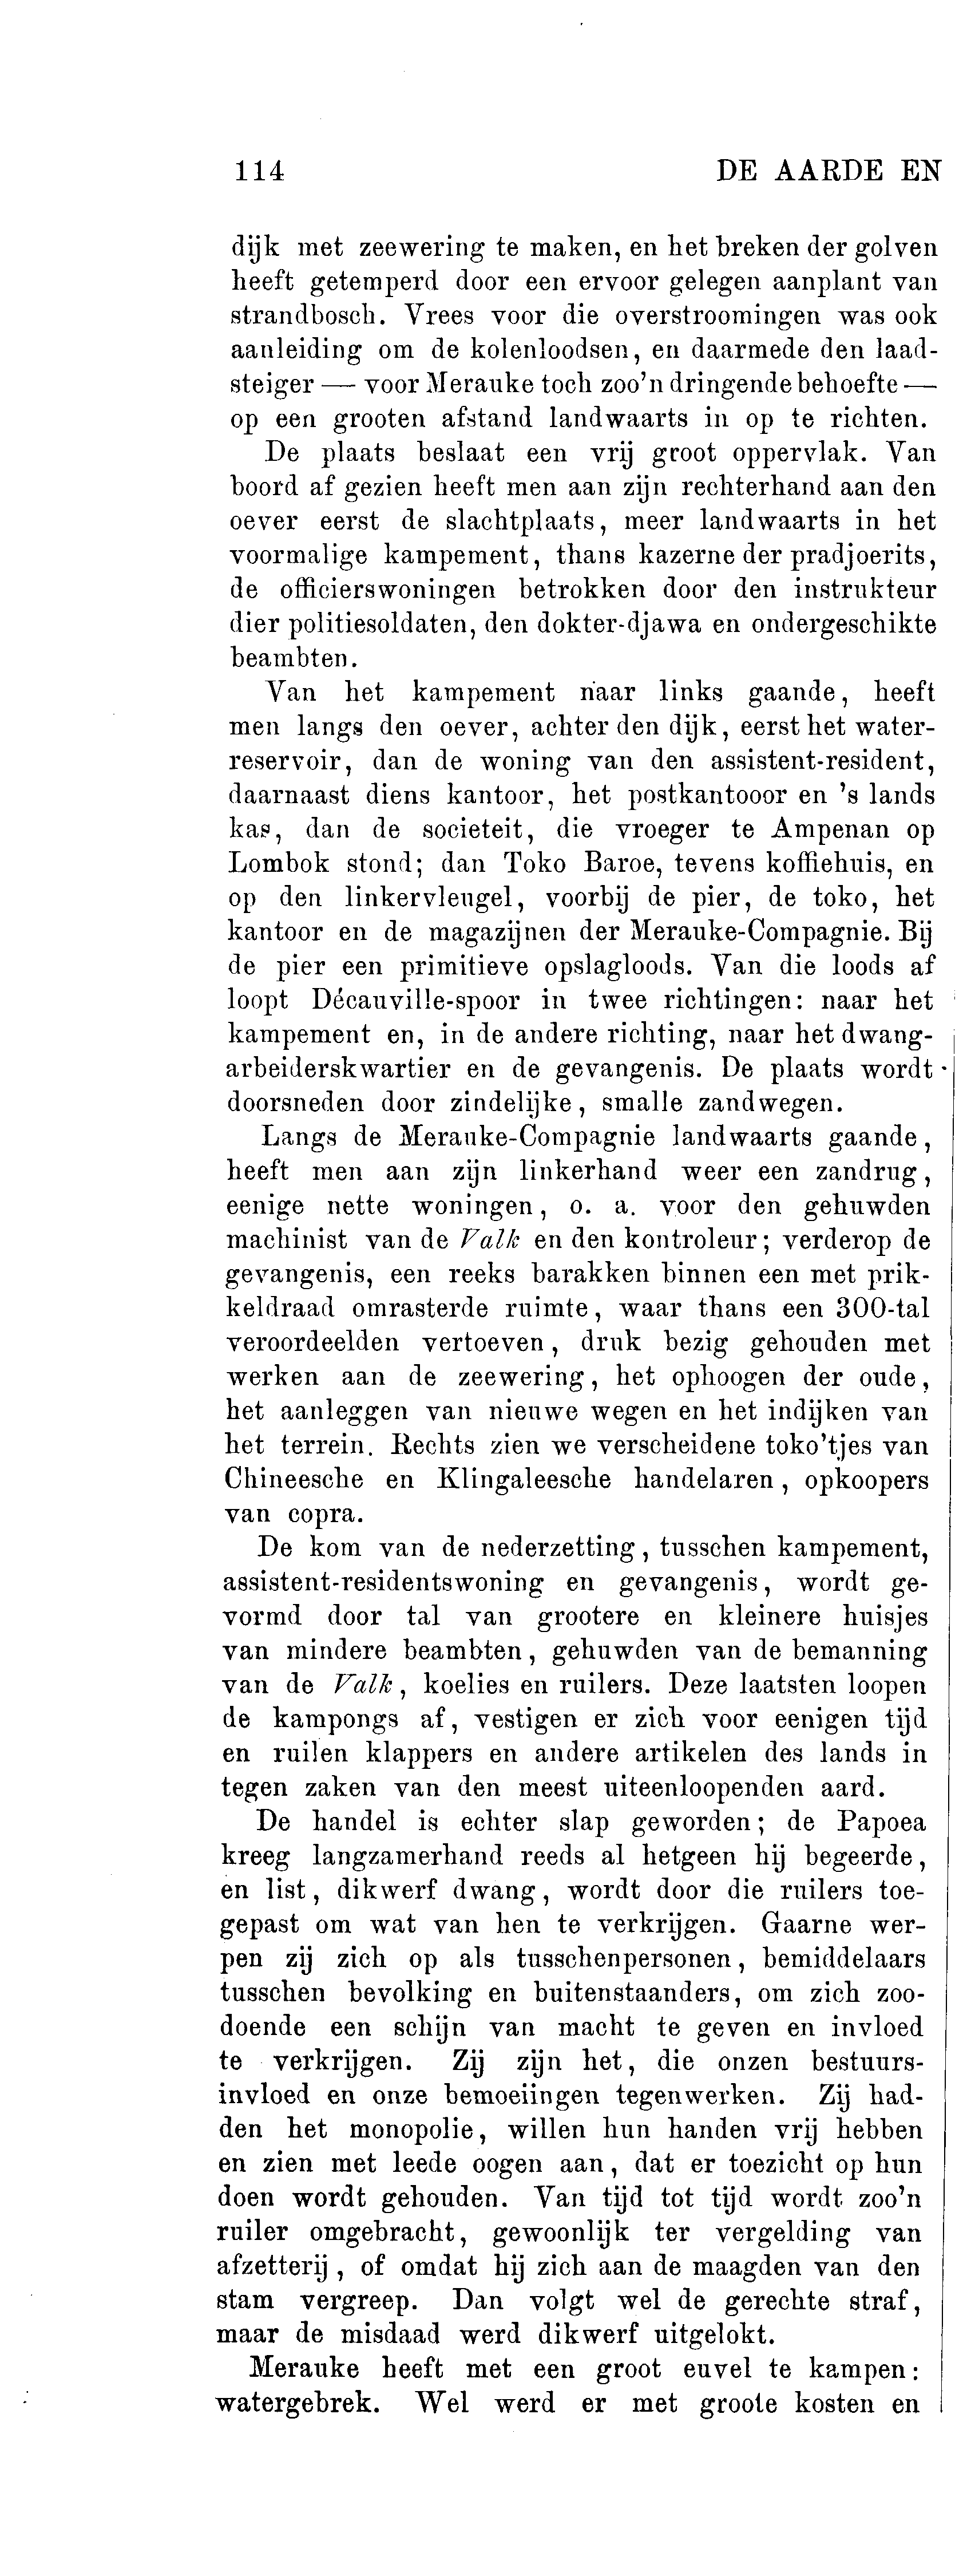 114 DE AARDE EN
dijk met zeewering te maken, en het breken der golven
heeft getemperd door een ervoor gelegen aanplant van
strandbosch. Vrees voor die overstroomingen was ook
aanleiding om de kolenloodsen, en daarmede den laad-
steiger — voor Merauke toch zoo'n dringende behoefte —
op een grooten afstand landwaarts in op te richten.
De plaats beslaat een vrij groot oppervlak. Van
boord af gezien heeft men aan zijn rechterhand aan den
oever eerst de slachtplaats, meer landwaarts in het
voormalige kampement, thans kazerne der pradjoerits,
de officierswoningen betrokken door den instrukteur
dier politiesoldaten, den dokter-djawa en ondergeschikte
beambten.
Van het kampement naar links gaande, heeft
men langs den oever, achter den dijk, eerst het water-
reservoir, dan de woning van den assistent-resident,
daarnaast diens kantoor, het postkantooor en 's lands
kas, dan de societeit, die vroeger te Ampenan op
Lombok stond; dan Toko Baroe, tevens koffiehuis, en
op den linkervleugel, voorbij de pier, de toko, het
kantoor en de magazijnen der Merauke-Compagnie. Bij
de pier een primitieve opslagloods. Van die loods af
loopt Décauville-spoor in twee richtingen: naar het
kampement en, in de andere richting, naar het dwang-
arbeiderskwartier en de gevangenis. De plaats wordt
doorsneden door zindelijke, smalle zandwegen.
Langs de Merauke-Compagnie landwaarts gaande,
heeft men aan zijn linkerhand weer een zandrug,
eenige nette woningen, o. a. voor den gehuwden
machinist van de Valk en den kontroleur; verderop de
gevangenis, een reeks barakken binnen een met prik-
keldraad omrasterde ruimte, waar thans een 300-tal
veroordeelden vertoeven, druk bezig gehouden met
werken aan de zeewering, het ophoogen der oude,
het aanleggen van nieuwe wegen en het indijken van
het terrein. Rechts zien we verscheidene toko'tjes van
Chineesche en Klingaleesche handelaren, opkoopers
van copra.
De kom van de nederzetting, tusschen kampement,
assistent-residentswoning en gevangenis, wordt ge-
vormd door tal van grootere en kleinere huisjes
van mindere beambten, gehuwden van de bemanning
van de Valk, koelies en ruilers. Deze laatsten loopen
de kampongs af, vestigen er zich voor eenigen tijd
en ruilen klappers en andere artikelen des lands in
tegen zaken van den meest uiteenloopenden aard.
De handel is echter slap geworden; de Papoea
kreeg langzamerhand reeds al hetgeen hij begeerde,
en list, dikwerf dwang, wordt door die ruilers toe-
gepast om wat van hen te verkrijgen. Gaarne wer-
pen zij zich op als tusschenpersonen, bemiddelaars
tusschen bevolking en buitenstaanders, om zich zoo-
doende een schijn van macht te geven en invloed
te verkrijgen. Zij zijn het, die onzen bestuurs-
invloed en onze bemoeiingen tegenwerken. Zij had-
den het monopolie, willen hun handen vrij hebben
en zien met leede oogen aan, dat er toezicht op hun
doen wordt gehouden. Van tijd tot tijd wordt zoo'n
ruiler omgebracht, gewoonlijk ter vergelding van
afzetterij, of omdat hij zich aan de maagden van den
stam vergreep. Dan volgt wel de gerechte straf,
maar de misdaad werd dikwerf uitgelokt.
Merauke heeft met een groot euvel te kampen:
watergebrek. Wel werd er met groote kosten en